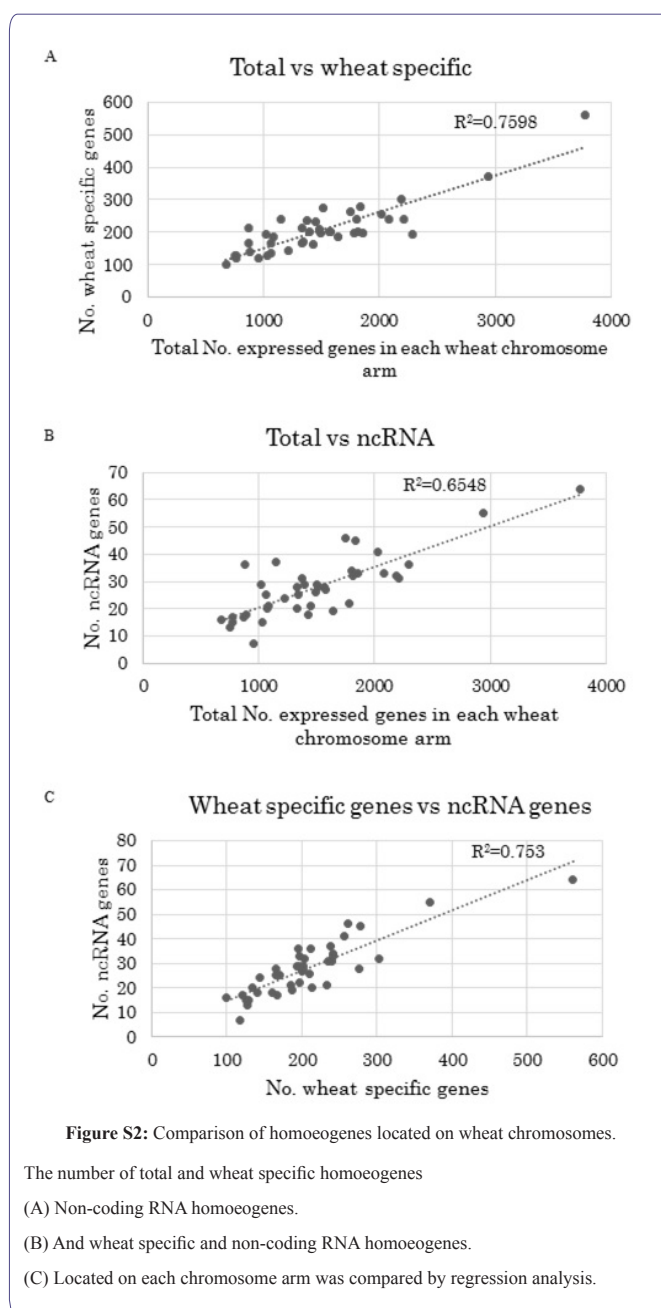 A
Total vs wheat specific
600
500
400
300
200
100
0
R²=0.7598
No. wheat specific genes
0 1000 2000 3000 4000
Total No. expressed genes in each wheat chromosome
arm
B
Total vs ncRNA
70
60
50
40
30
20
10
0
R²=0.6548
No. ncRNA genes
0 1000 2000 3000 4000
Total No. expressed genes in each wheat
chromosome arm
C
Wheat specific genes vs ncRNA genes
80
70
60
50
40
30
20
10
0
R²=0.753
No. ncRNA genes
0 100 200 300 400 500 600
No. wheat specific genes
Figure S2: Comparison of homoeogenes located on wheat chromosomes.
The number of total and wheat specific homoeogenes
(A) Non-coding RNA homoeogenes.
(B) And wheat specific and non-coding RNA homoeogenes.
(C) Located on each chromosome arm was compared by regression analysis.